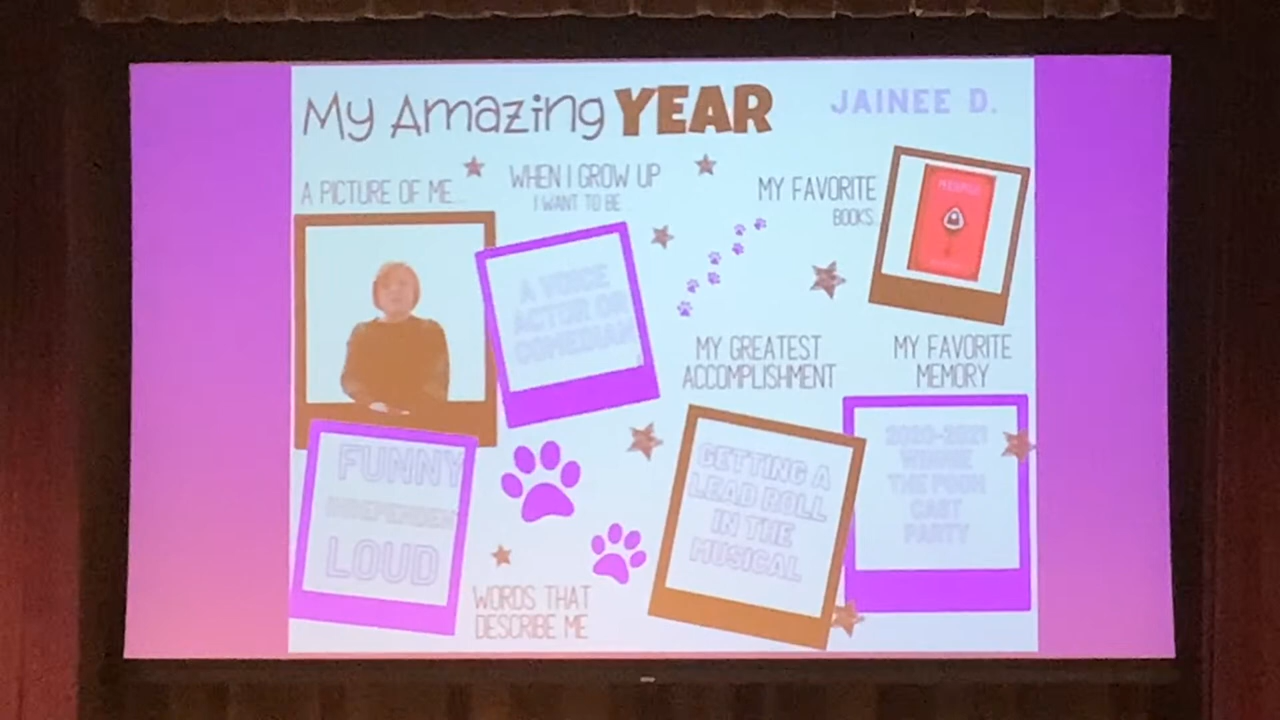 My Amazing YEAR
JAINEE D.
A PICTURE OF ME...
WHEN I GROW UP
I WANT TO BE
A VOICE
ACTOR OR
COMEDIAN
MY FAVORITE
BOOKS...
FUNNY
INDEPENDEN
LOUD
WORDS THAT
DESCRIBE ME
MY GREATEST
ACCOMPLISHMENT
GETTING A
LEAD ROLL
IN THE
MUSICAL
MY FAVORITE
MEMORY
2020-2021
WINNIE
THE POOH
CAST
PARTY